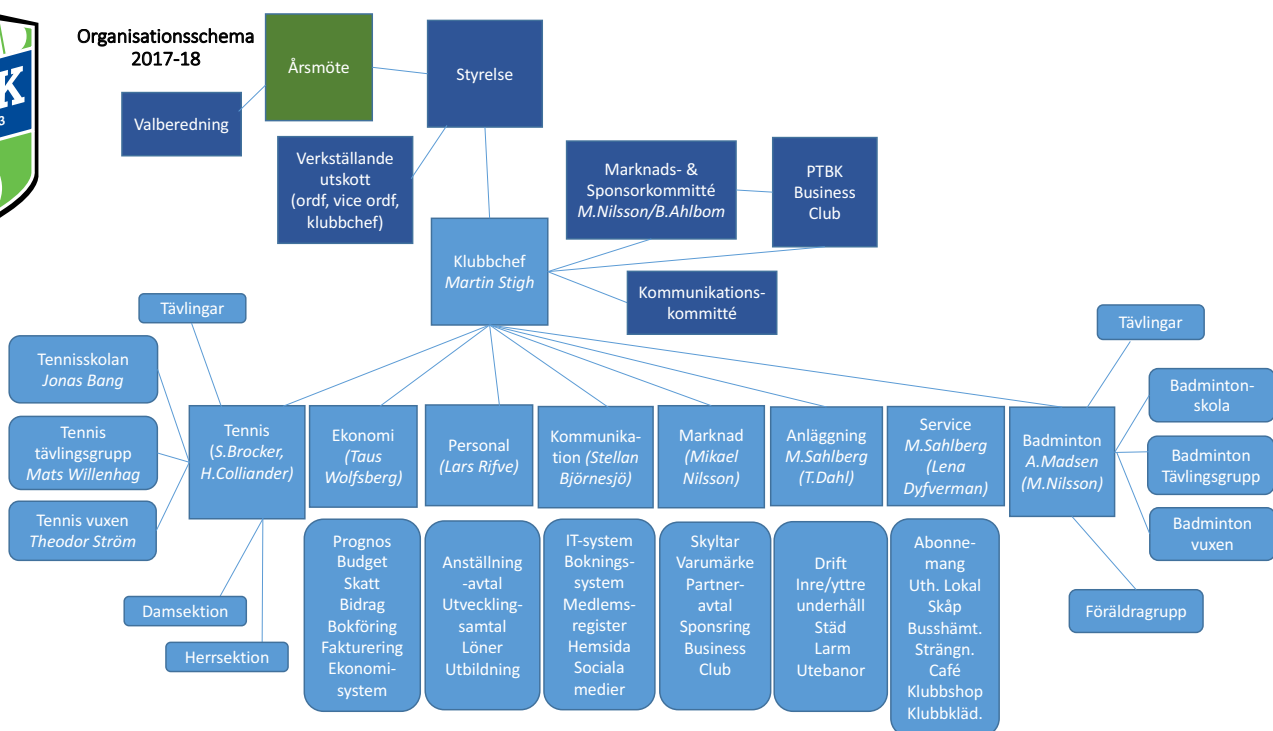 Organisationsschema
2017-18
K
3
Årsmöte
Styrelse
Valberedning
Verkställande
utskott
(ordf, vice ordf,
klubbchef)
Marknads- &
Sponsorkommitté
M.Nilsson/B.Ahlbom
PTBK
Business
Club
Klubbchef
Martin Stigh
Kommunikations-
kommitté
Tävlingar
Tävlingar
Tennisskolan
Jonas Bang
Tennis
tävlingsgrupp
Mats Willenhag
Tennis vuxen
Theodor Ström
Tennis
(S.Brocker,
H.Colliander)
Ekonomi
(Taus
Wolfsberg)
Personal
(Lars Rifve)
Kommunika-
tion (Stellan
Björnesjö)
Marknad
(Mikael
Nilsson)
Anläggning
M.Sahlberg
(T.Dahl)
Service
M.Sahlberg
(Lena
Dyfverman)
Badminton
A.Madsen
(M.Nilsson)
Badminton-
skola
Badminton
Tävlingsgrupp
Badminton
vuxen
Damsektion
Herrsektion
Prognos
Budget
Skatt
Bidrag
Bokföring
Fakturering
Ekonomi-
system
Anställning
-avtal
Utveckling-
samtal
Löner
Utbildning
IT-system
Boknings-
system
Medlems-
register
Hemsida
Sociala
medier
Skyltar
Varumärke
Partner-
avtal
Sponsring
Business
Club
Drift
Inre/yttre
underhåll
Städ
Larm
Utebanor
Abonne-
mang
Uth. Lokal
Skåp
Busshämt.
Strängn.
Café
Klubbshop
Klubbkläd.
Föräldragrupp